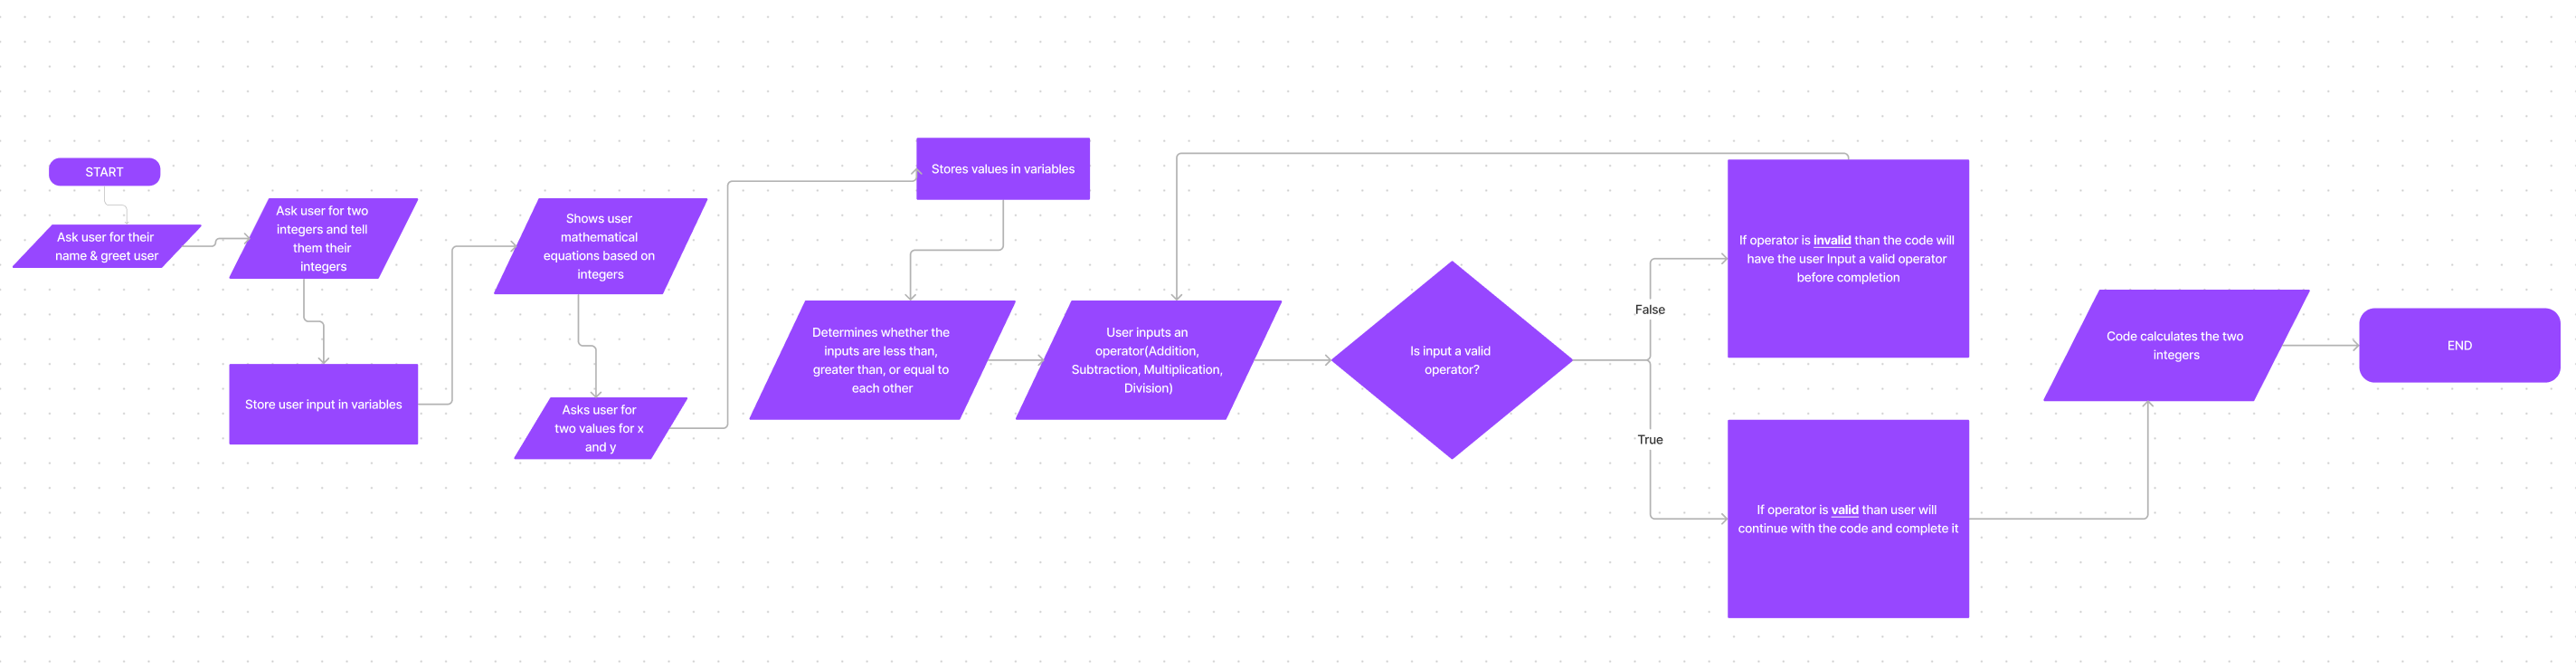 START
Ask user for their
name & greet user
Ask user for two
integers and tell
them their
integers
Store user input in variables
Shows user
mathematical
equations based on
integers
Asks user for
two values for x
and y
Stores values in variables
Determines whether the
inputs are less than,
greater than, or equal to
each other
User inputs an
operator(Addition,
Subtraction, Multiplication,
Division)
Is input a valid
operator?
False
If operator is invalid than the code will
have the user Input a valid operator
before completion
True
If operator is valid than user will
continue with the code and complete it
Code calculates the two
integers
END